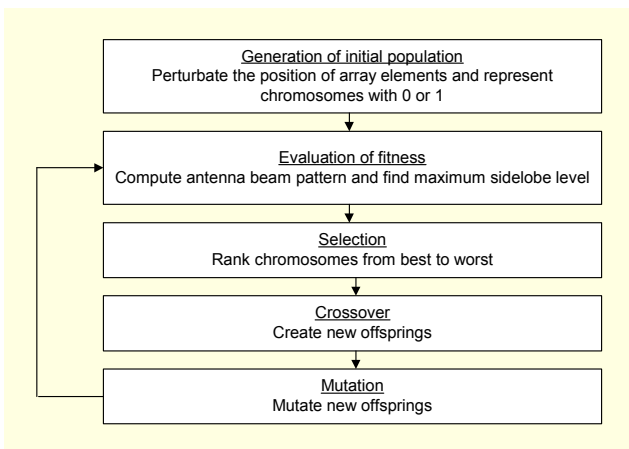 Generation of initial population
Perturbate the position of array elements and represent
chromosomes with 0 or 1
Evaluation of fitness
Compute antenna beam pattern and find maximum sidelobe level
Selection
Rank chromosomes from best to worst
Crossover
Create new offsprings
Mutation
Mutate new offsprings